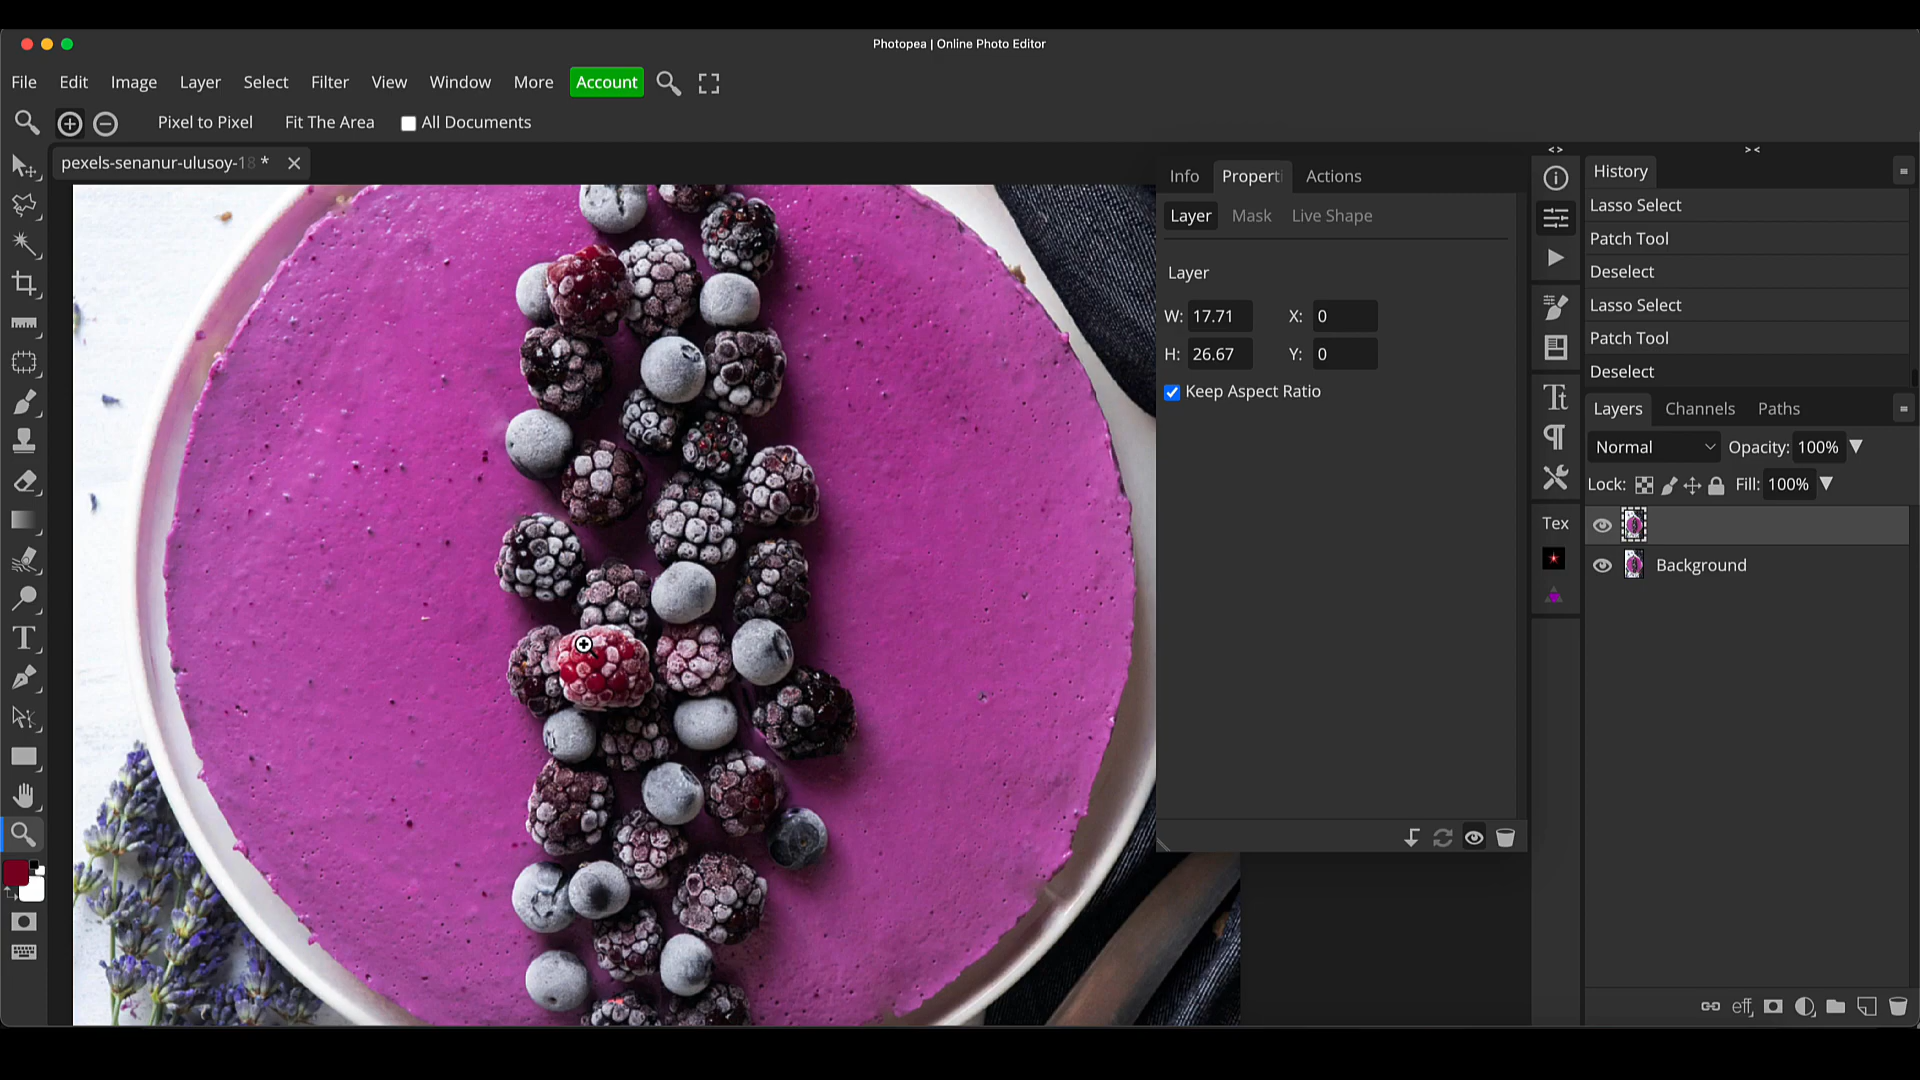 Photopea | Online Photo Editor
File Edit Image Layer Select Filter View Window More Account
Pixel to Pixel Fit The Area All Documents
pexels-senanur-ulusoy-18 *
Info Properti Actions
Layer Mask Live Shape
Layer
W: 17.71 X: 0
H: 26.67 Y: 0
Keep Aspect Ratio
Tex
History
Lasso Select
Patch Tool
Deselect
Lasso Select
Patch Tool
Deselect
Layers Channels Paths
Normal Opacity: 100%
Lock: Fill: 100%
Background
eff